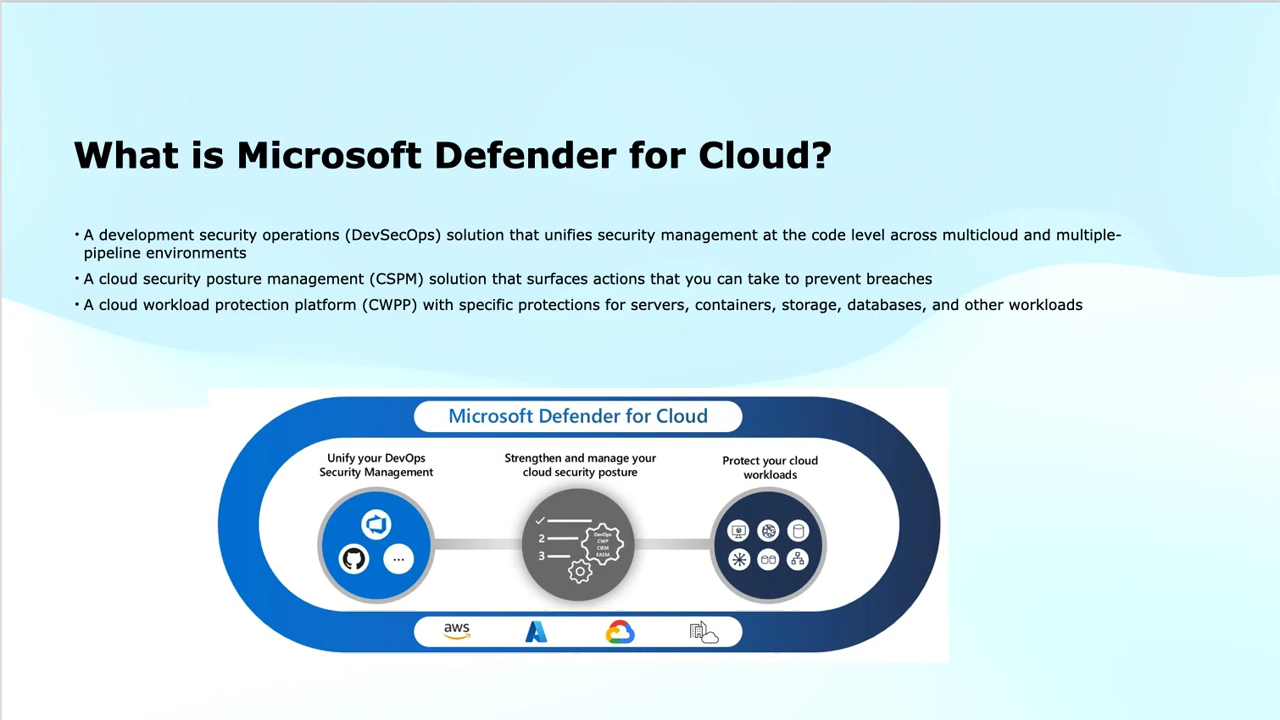 What is Microsoft Defender for Cloud?
• A development security operations (DevSecOps) solution that unifies security management at the code level across multicloud and multiple-
pipeline environments
• A cloud security posture management (CSPM) solution that surfaces actions that you can take to prevent breaches
• A cloud workload protection platform (CWPP) with specific protections for servers, containers, storage, databases, and other workloads
Microsoft Defender for Cloud
Unify your DevOps
Security Management
Strengthen and manage your
cloud security posture
Protect your cloud
workloads
2
3
DevOps
CWP
CIEM
EASM
...
aws